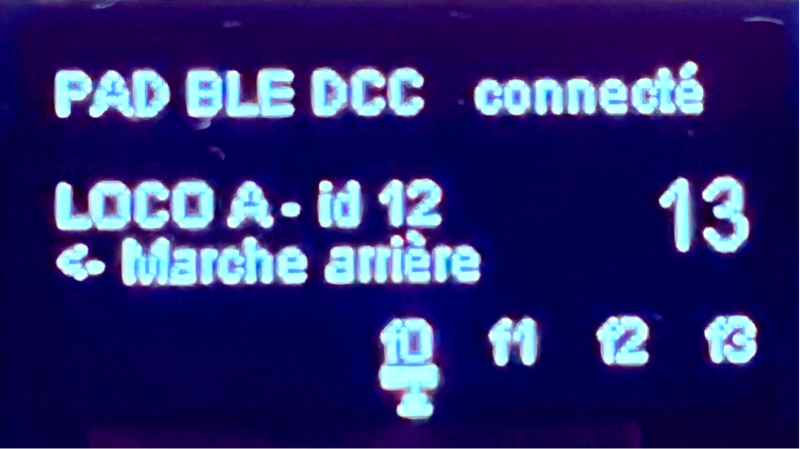 PAD BLE DCC connecté
LOCO A - id 12 13
<- Marche arrière
f0 f1 f2 f3